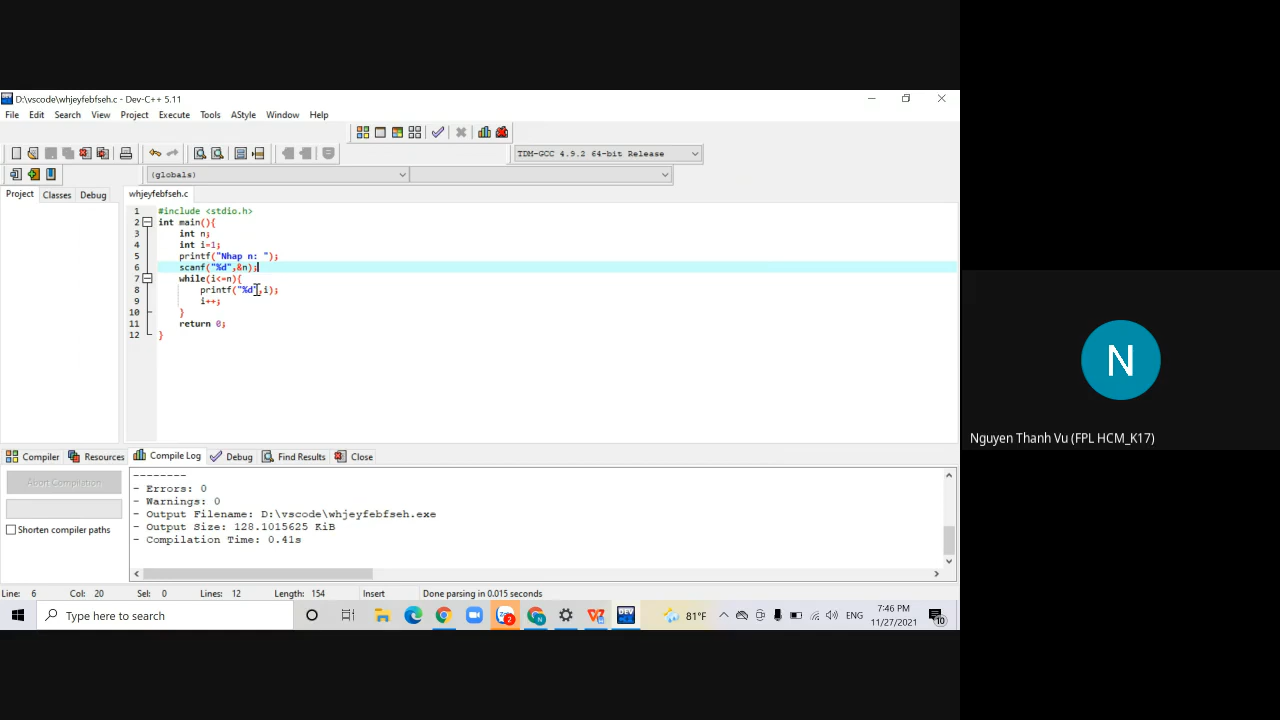 D:\vscode\whjeyfebfseh.c - Dev-C++ 5.11
File Edit Search View Project Execute Tools AStyle Window Help
TDM-GCC 4.9.2 64-bit Release
(globals)
Project Classes Debug
whjeyfebfseh.c
1 #include <stdio.h>
2 int main(){
3 int n;
4 int i=1;
5 printf("Nhap n: ");
6 scanf("%d",&n);
7 while(i<=n){
8 printf("%d",i);
9 i++;
10 }
11 return 0;
12 }
N
Nguyen Thanh Vu (FPL HCM_K17)
Compiler Resources Compile Log Debug Find Results Close
Abort Compilation
Shorten compiler paths
--------
- Errors: 0
- Warnings: 0
- Output Filename: D:\vscode\whjeyfebfseh.exe
- Output Size: 128.1015625 KiB
- Compilation Time: 0.41s
Line: 6 Col: 20 Sel: 0 Lines: 12 Length: 154 Insert Done parsing in 0.015 seconds
Type here to search
2
N
DEV
81°F
ENG
7:46 PM
11/27/2021
10